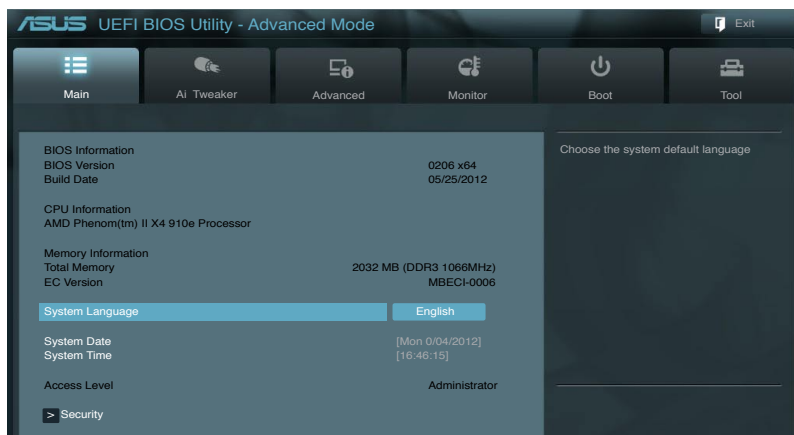 ASUS UEFI BIOS Utility - Advanced Mode
Exit
Main
Ai Tweaker
Advanced
Monitor
Boot
Tool
BIOS Information
BIOS Version 0206 x64
Build Date 05/25/2012
CPU Information
AMD Phenom(tm) II X4 910e Processor
Memory Information
Total Memory 2032 MB (DDR3 1066MHz)
EC Version MBECI-0006
System Language English
System Date [Mon 0/04/2012]
System Time [16:46:15]
Access Level Administrator
> Security
Choose the system default language